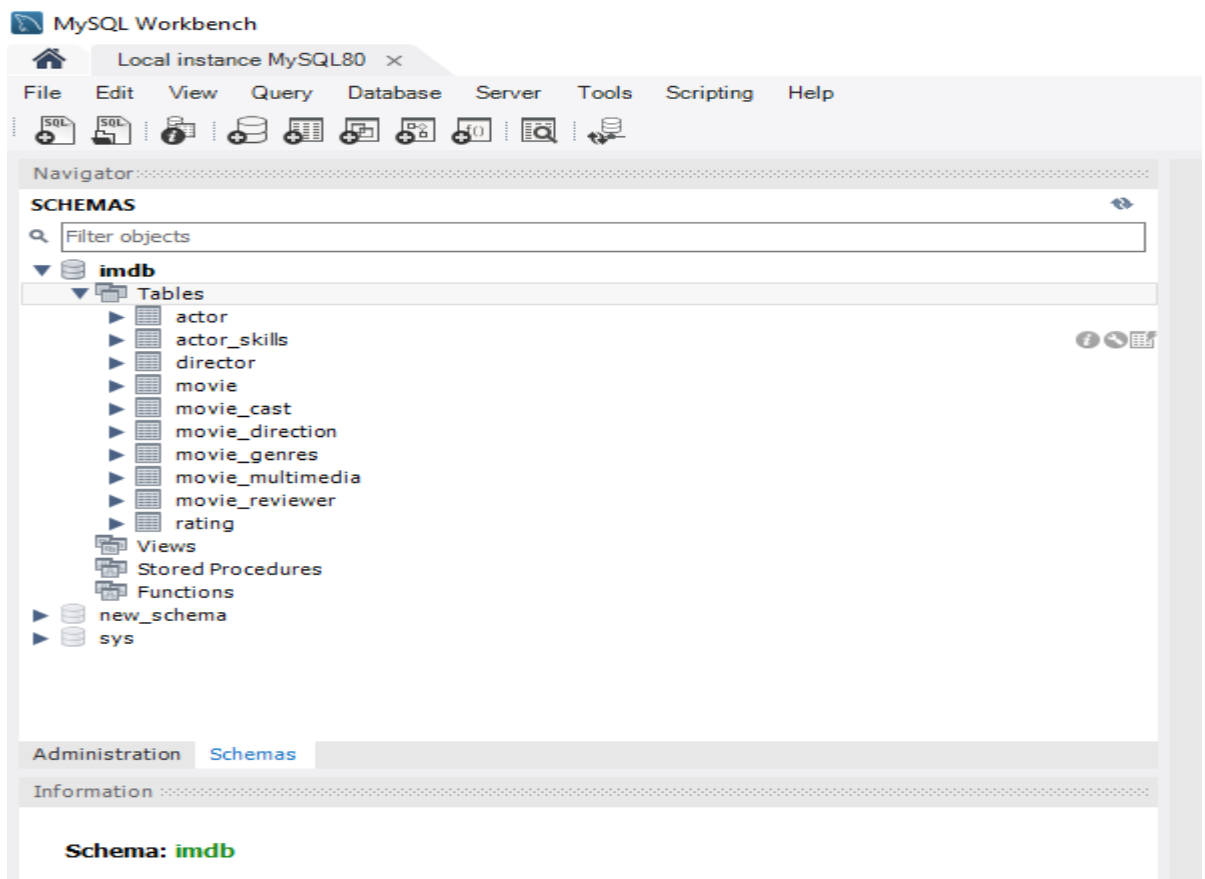 MySQL Workbench
Local instance MySQL80 ×
File Edit View Query Database Server Tools Scripting Help
SQL SQL
Navigator
SCHEMAS
Filter objects
imdb
Tables
actor
actor_skills
director
movie
movie_cast
movie_direction
movie_genres
movie_multimedia
movie_reviewer
rating
Views
Stored Procedures
Functions
new_schema
sys
Administration Schemas
Information
Schema: imdb